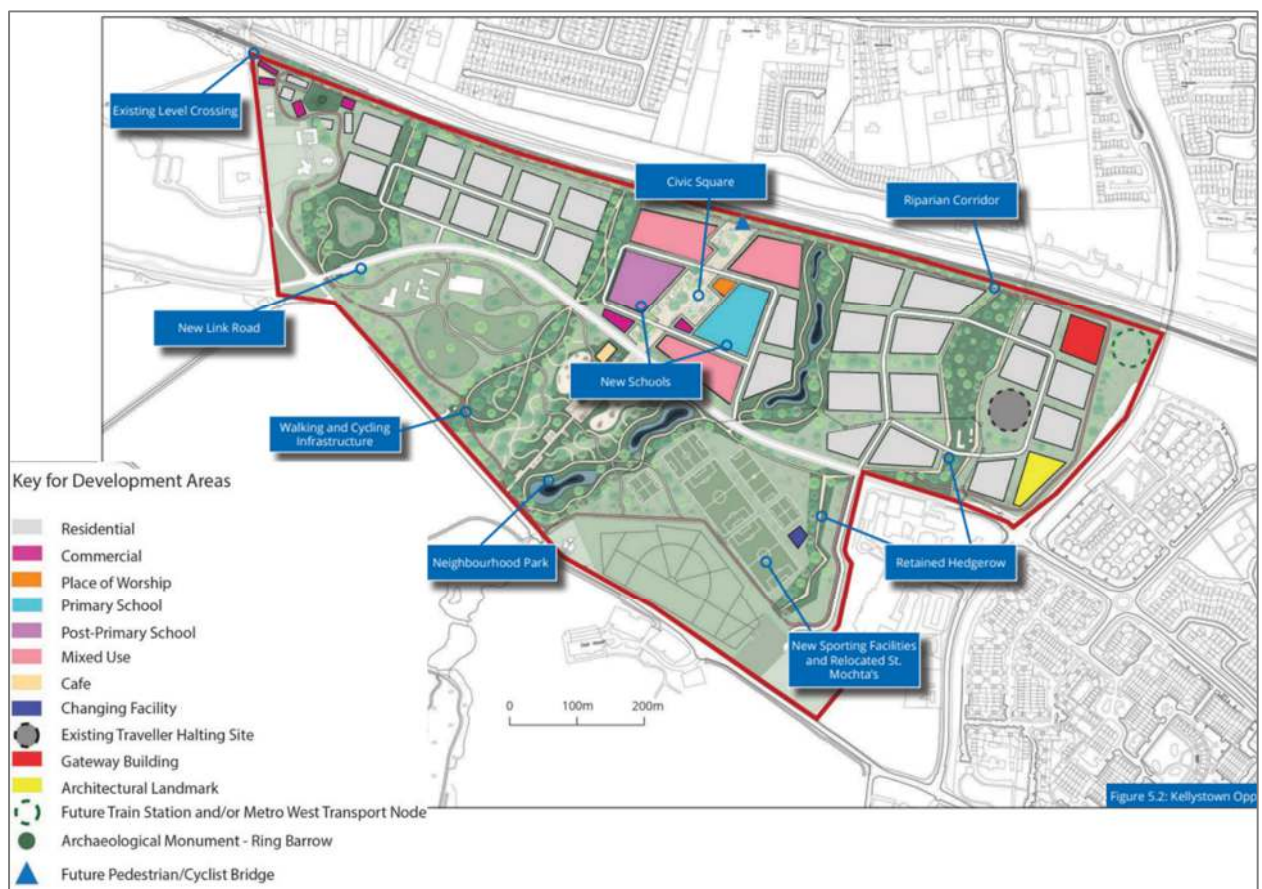 Existing Level Crossing
Civic Square
Riparian Corridor
New Link Road
New Schools
Walking and Cycling
Infrastructure
Neighbourhood Park
Retained Hedgerow
New Sporting Facilities
and Relocated St.
Mochta's
0 100m 200m
Figure 5.2: Kellystown Opp
Key for Development Areas
Residential
Commercial
Place of Worship
Primary School
Post-Primary School
Mixed Use
Cafe
Changing Facility
Existing Traveller Halting Site
Gateway Building
Architectural Landmark
Future Train Station and/or Metro West Transport Node
Archaeological Monument - Ring Barrow
Future Pedestrian/Cyclist Bridge